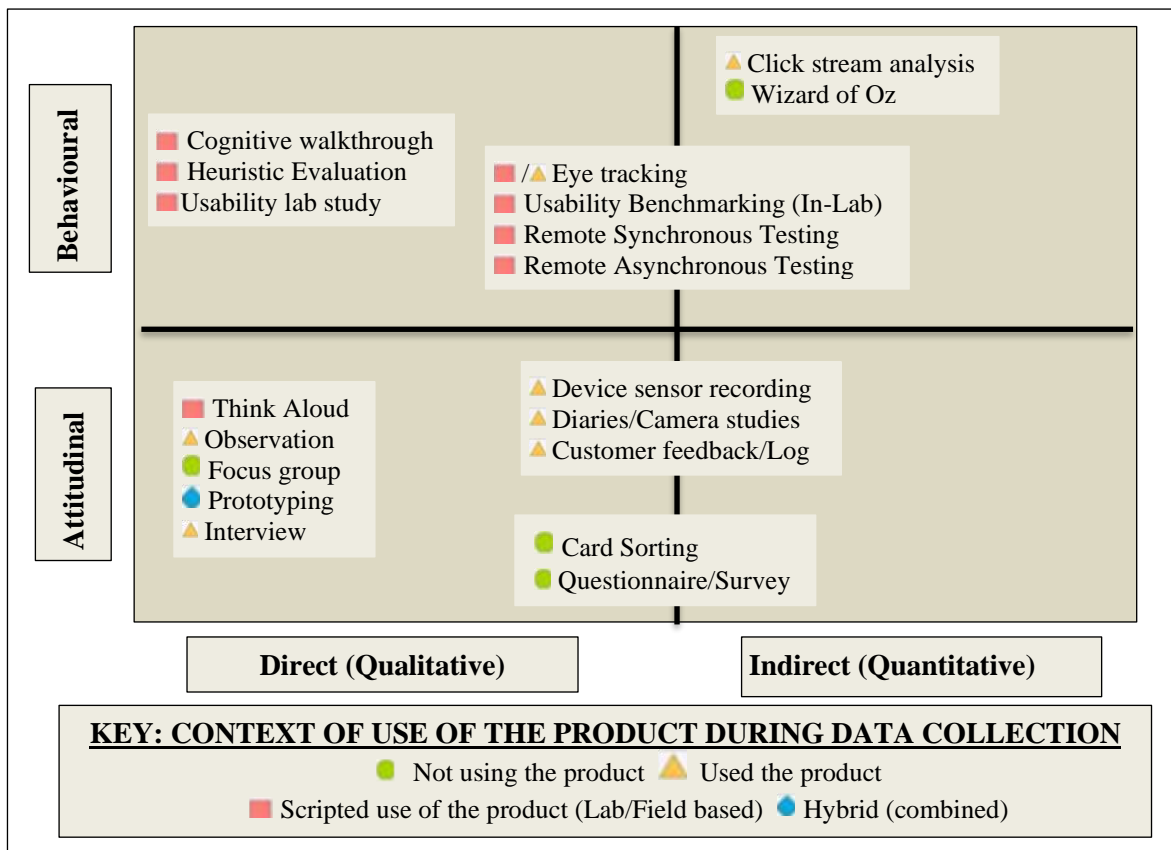 Behavioural
Click stream analysis
Wizard of Oz
Cognitive walkthrough
Heuristic Evaluation
Usability lab study
/ Eye tracking
Usability Benchmarking (In-Lab)
Remote Synchronous Testing
Remote Asynchronous Testing
Attitudinal
Think Aloud
Observation
Focus group
Prototyping
Interview
Device sensor recording
Diaries/Camera studies
Customer feedback/Log
Card Sorting
Questionnaire/Survey
Direct (Qualitative)
Indirect (Quantitative)
KEY: CONTEXT OF USE OF THE PRODUCT DURING DATA COLLECTION
Not using the product Used the product
Scripted use of the product (Lab/Field based) Hybrid (combined)